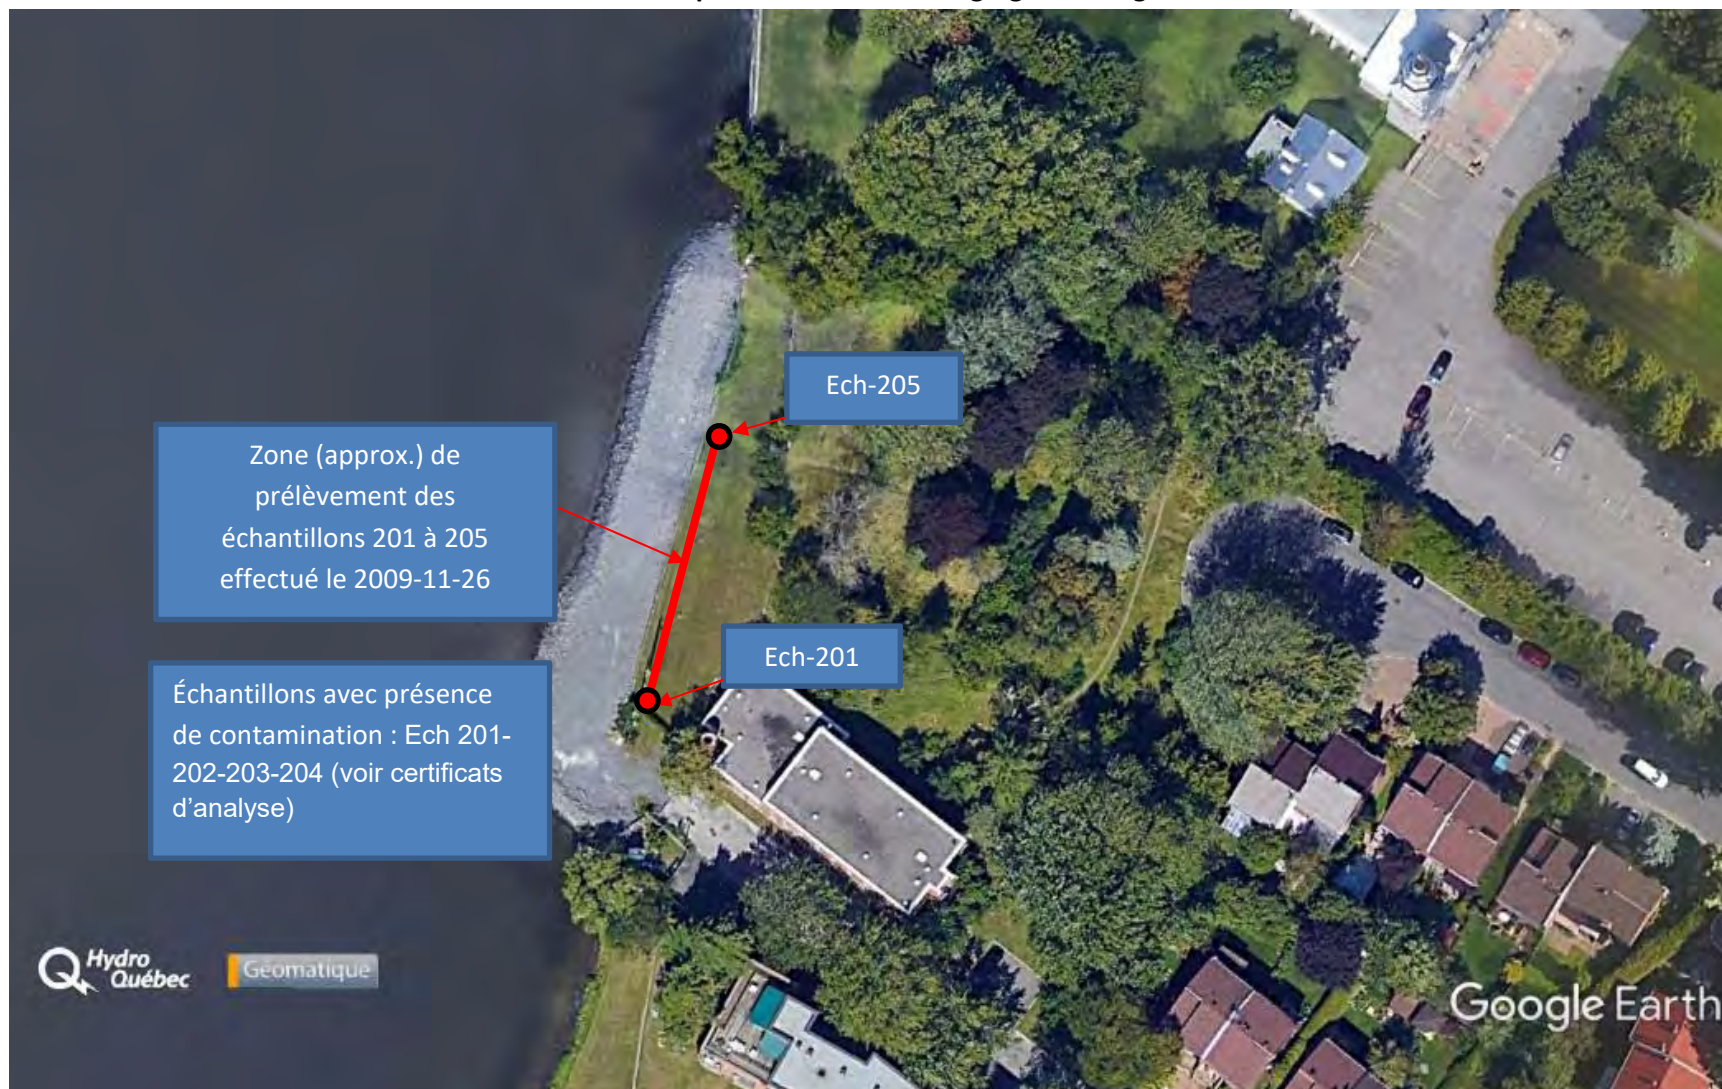 Ech-205
Zone (approx.) de
prélèvement des
échantillons 201 à 205
effectué le 2009-11-26
Ech-201
Échantillons avec présence
de contamination : Ech 201-
202-203-204 (voir certificats
d'analyse)
Hydro
Québec
Géomatique
Google Earth